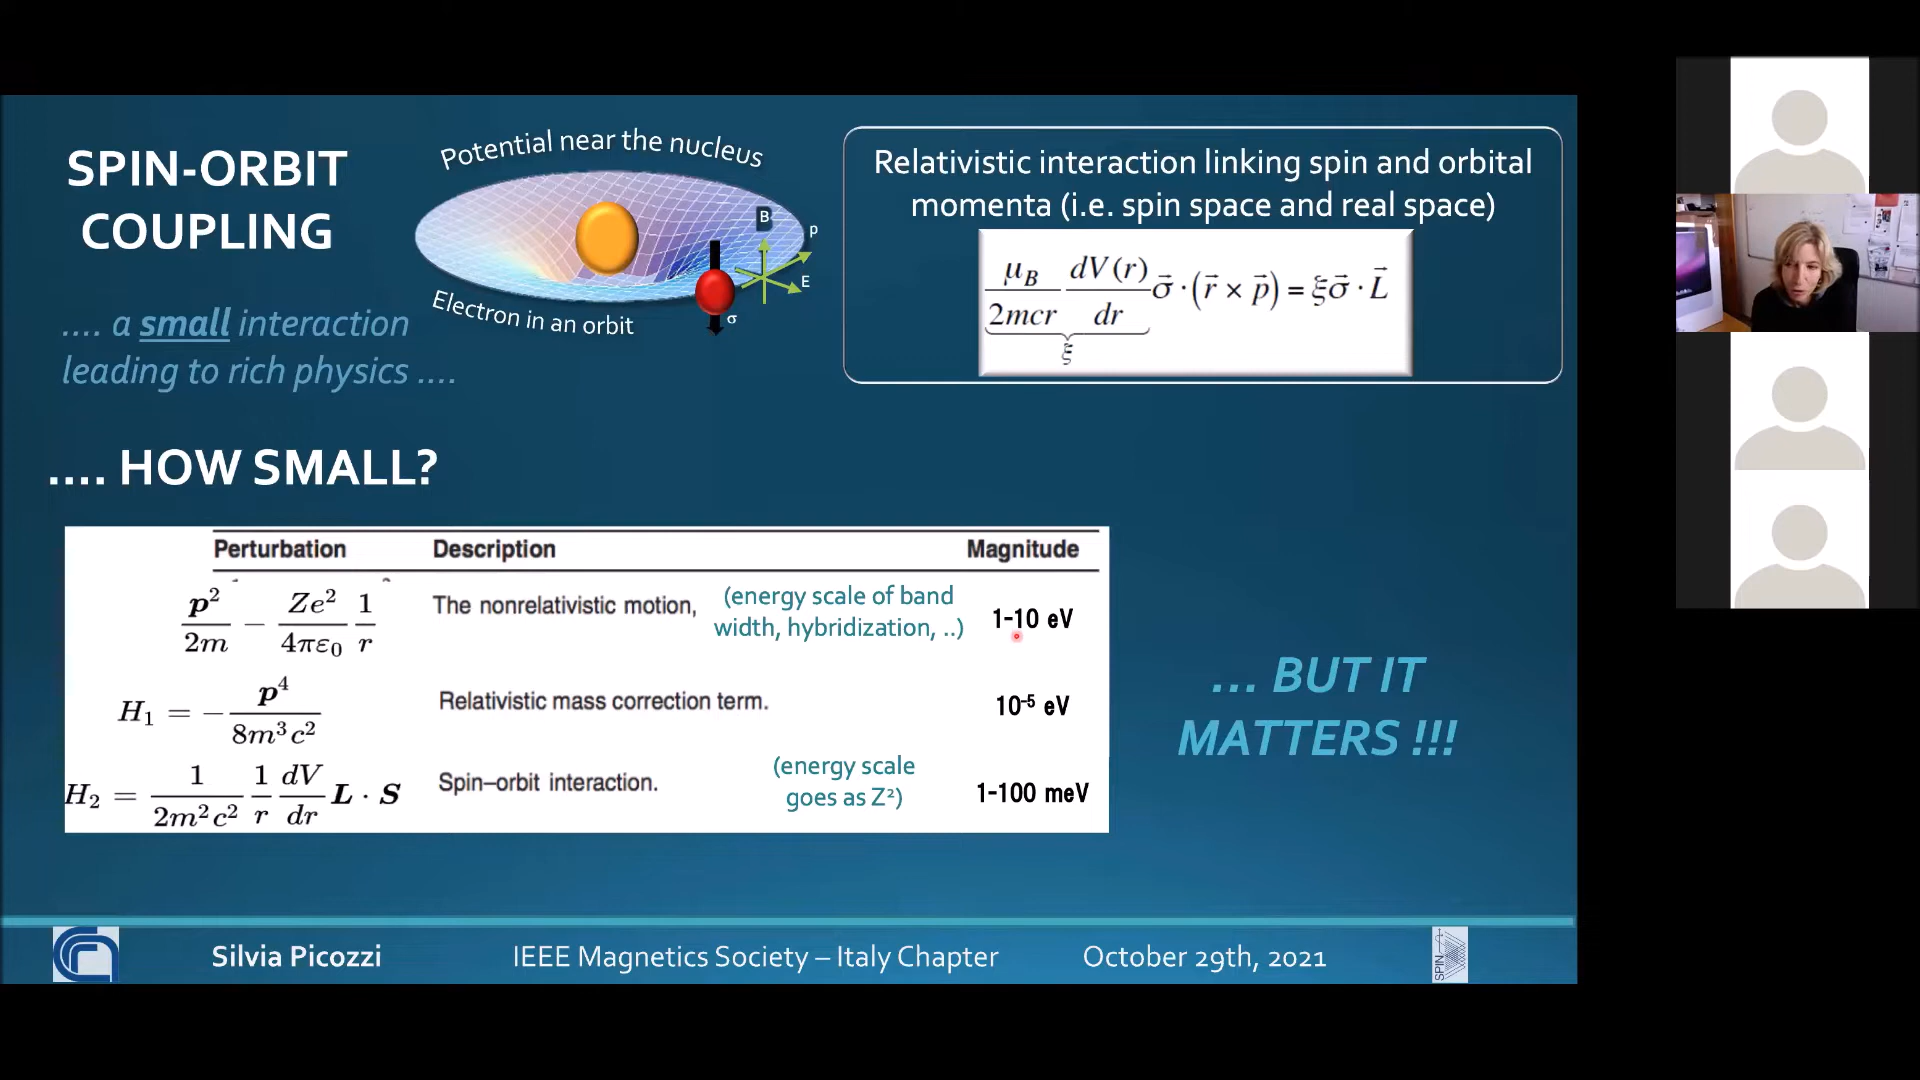 SPIN-ORBIT
COUPLING
.... a small interaction
leading to rich physics ....
Potential near the nucleus
Electron in an orbit
B
p
E
σ
Relativistic interaction linking spin and orbital
momenta (i.e. spin space and real space)
μ_B/2mcr dV(r)/dr σ⃗ · (r⃗ × p⃗) = ξσ⃗ · L⃗
ξ
.... HOW SMALL?
Perturbation Description Magnitude
p²/2m − Ze²/4πε₀ 1/r The nonrelativistic motion, (energy scale of band
width, hybridization, ..) 1-10 eV
H₁ = − p⁴/8m³c² Relativistic mass correction term. 10⁻⁵ eV
H₂ = 1/2m²c² 1/r dV/dr L · S Spin–orbit interaction. (energy scale
goes as Z²) 1-100 meV
... BUT IT
MATTERS !!!
Silvia Picozzi IEEE Magnetics Society – Italy Chapter October 29th, 2021
SPIN